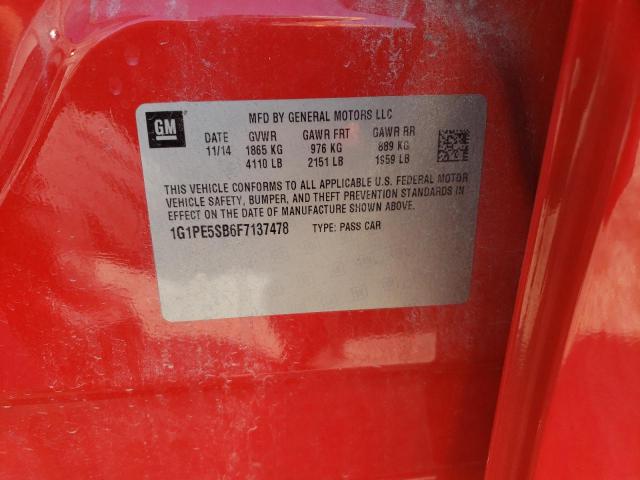 GM
MFD BY GENERAL MOTORS LLC
DATE GVWR GAWR FRT GAWR RR
11/14 1865 KG 976 KG 889 KG
4110 LB 2151 LB 1959 LB
THIS VEHICLE CONFORMS TO ALL APPLICABLE U.S. FEDERAL MOTOR
VEHICLE SAFETY, BUMPER, AND THEFT PREVENTION STANDARDS IN
EFFECT ON THE DATE OF MANUFACTURE SHOWN ABOVE.
1G1PE5SB6F7137478 TYPE: PASS CAR